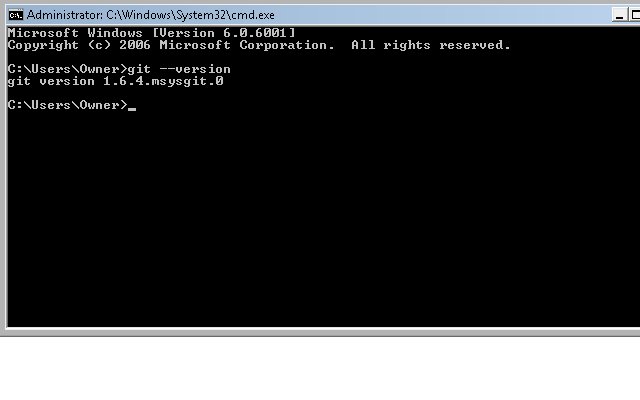 Administrator: C:\Windows\System32\cmd.exe
Microsoft Windows [Version 6.0.6001]
Copyright (c) 2006 Microsoft Corporation.  All rights reserved.
C:\Users\Owner>git --version
git version 1.6.4.msysgit.0
C:\Users\Owner>_